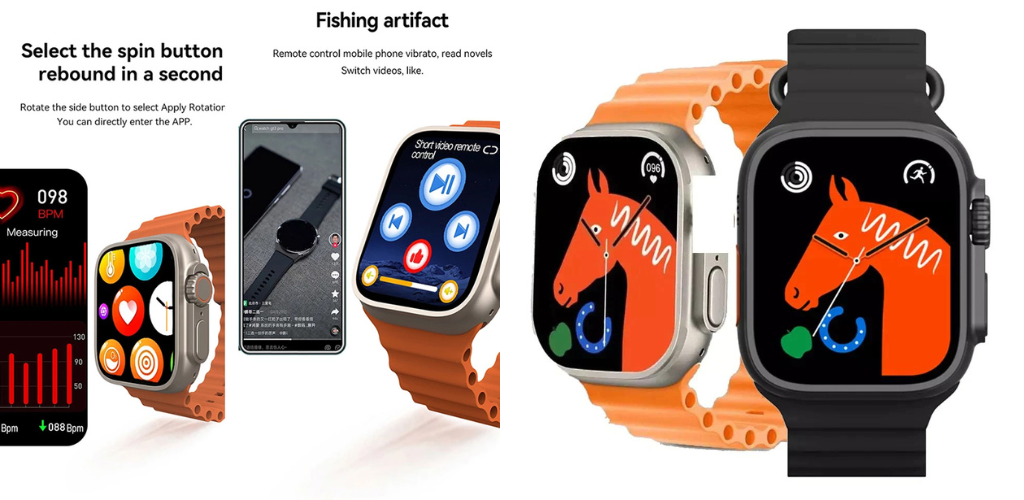 Select the spin button
rebound in a second
Rotate the side button to select Apply Rotation
You can directly enter the APP.
098
BPM
Measuring
130
90
50
Bpm
088 Bpm
Fishing artifact
Remote control mobile phone vibrato, read novels
Switch videos, like.
Short video remote
control
096